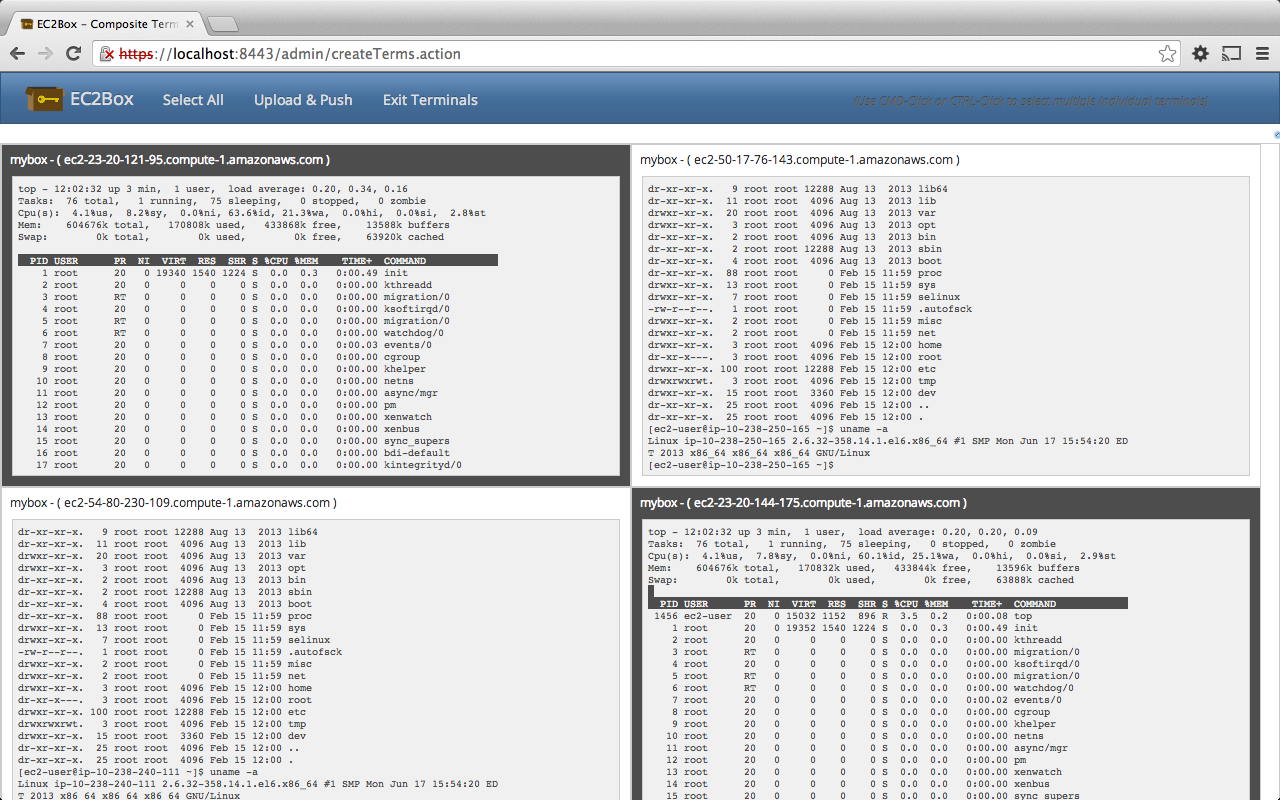 EC2Box – Composite Term
https://localhost:8443/admin/createTerms.action
EC2Box Select All Upload & Push Exit Terminals (Use CMD-Click or CTRL-Click to select multiple individual terminals)
mybox - ( ec2-23-20-121-95.compute-1.amazonaws.com )
top - 12:02:32 up 3 min,  1 user,  load average: 0.20, 0.34, 0.16
Tasks:  76 total,   1 running,  75 sleeping,   0 stopped,   0 zombie
Cpu(s):  4.1%us,  8.2%sy,  0.0%ni, 63.6%id, 21.3%wa,  0.0%hi,  0.0%si,  2.8%st
Mem:    604676k total,   170808k used,   433868k free,    13588k buffers
Swap:        0k total,        0k used,        0k free,    63920k cached
PID USER      PR  NI  VIRT  RES  SHR S %CPU %MEM    TIME+  COMMAND
1 root      20   0 19340 1540 1224 S  0.0  0.3   0:00.49 init
2 root      20   0     0    0    0 S  0.0  0.0   0:00.00 kthreadd
3 root      RT   0     0    0    0 S  0.0  0.0   0:00.00 migration/0
4 root      20   0     0    0    0 S  0.0  0.0   0:00.00 ksoftirqd/0
5 root      RT   0     0    0    0 S  0.0  0.0   0:00.00 migration/0
6 root      RT   0     0    0    0 S  0.0  0.0   0:00.00 watchdog/0
7 root      20   0     0    0    0 S  0.0  0.0   0:00.03 events/0
8 root      20   0     0    0    0 S  0.0  0.0   0:00.00 cgroup
9 root      20   0     0    0    0 S  0.0  0.0   0:00.00 khelper
10 root      20   0     0    0    0 S  0.0  0.0   0:00.00 netns
11 root      20   0     0    0    0 S  0.0  0.0   0:00.00 async/mgr
12 root      20   0     0    0    0 S  0.0  0.0   0:00.00 pm
13 root      20   0     0    0    0 S  0.0  0.0   0:00.00 xenwatch
14 root      20   0     0    0    0 S  0.0  0.0   0:00.00 xenbus
15 root      20   0     0    0    0 S  0.0  0.0   0:00.00 sync_supers
16 root      20   0     0    0    0 S  0.0  0.0   0:00.00 bdi-default
17 root      20   0     0    0    0 S  0.0  0.0   0:00.00 kintegrityd/0
mybox - ( ec2-50-17-76-143.compute-1.amazonaws.com )
dr-xr-xr-x.   9 root root 12288 Aug 13  2013 lib64
dr-xr-xr-x.  11 root root  4096 Aug 13  2013 lib
drwxr-xr-x.  20 root root  4096 Aug 13  2013 var
drwxr-xr-x.   3 root root  4096 Aug 13  2013 opt
dr-xr-xr-x.   2 root root  4096 Aug 13  2013 bin
dr-xr-xr-x.   2 root root 12288 Aug 13  2013 sbin
dr-xr-xr-x.   4 root root  4096 Aug 13  2013 boot
dr-xr-xr-x.  88 root root     0 Feb 15 11:59 proc
drwxr-xr-x.  13 root root     0 Feb 15 11:59 sys
drwxr-xr-x.   7 root root     0 Feb 15 11:59 selinux
-rw-r--r--.   1 root root     0 Feb 15 11:59 .autofsck
drwxr-xr-x.   2 root root     0 Feb 15 11:59 misc
drwxr-xr-x.   2 root root     0 Feb 15 11:59 net
drwxr-xr-x.   3 root root  4096 Feb 15 12:00 home
dr-xr-x---.   3 root root  4096 Feb 15 12:00 root
drwxr-xr-x. 100 root root 12288 Feb 15 12:00 etc
drwxrwxrwt.   3 root root  4096 Feb 15 12:00 tmp
drwxr-xr-x.  15 root root  3360 Feb 15 12:00 dev
dr-xr-xr-x.  25 root root  4096 Feb 15 12:00 ..
dr-xr-xr-x.  25 root root  4096 Feb 15 12:00 .
[ec2-user@ip-10-238-250-165 ~]$ uname -a
Linux ip-10-238-250-165 2.6.32-358.14.1.el6.x86_64 #1 SMP Mon Jun 17 15:54:20 ED
T 2013 x86_64 x86_64 x86_64 GNU/Linux
[ec2-user@ip-10-238-250-165 ~]$
mybox - ( ec2-54-80-230-109.compute-1.amazonaws.com )
dr-xr-xr-x.   9 root root 12288 Aug 13  2013 lib64
dr-xr-xr-x.  11 root root  4096 Aug 13  2013 lib
drwxr-xr-x.  20 root root  4096 Aug 13  2013 var
drwxr-xr-x.   3 root root  4096 Aug 13  2013 opt
dr-xr-xr-x.   2 root root  4096 Aug 13  2013 bin
dr-xr-xr-x.   2 root root 12288 Aug 13  2013 sbin
dr-xr-xr-x.   4 root root  4096 Aug 13  2013 boot
dr-xr-xr-x.  88 root root     0 Feb 15 11:59 proc
drwxr-xr-x.  13 root root     0 Feb 15 11:59 sys
drwxr-xr-x.   7 root root     0 Feb 15 11:59 selinux
-rw-r--r--.   1 root root     0 Feb 15 11:59 .autofsck
drwxr-xr-x.   2 root root     0 Feb 15 11:59 misc
drwxr-xr-x.   2 root root     0 Feb 15 11:59 net
drwxr-xr-x.   3 root root  4096 Feb 15 12:00 home
dr-xr-x---.   3 root root  4096 Feb 15 12:00 root
drwxr-xr-x. 100 root root 12288 Feb 15 12:00 etc
drwxrwxrwt.   3 root root  4096 Feb 15 12:00 tmp
drwxr-xr-x.  15 root root  3360 Feb 15 12:00 dev
dr-xr-xr-x.  25 root root  4096 Feb 15 12:00 ..
dr-xr-xr-x.  25 root root  4096 Feb 15 12:00 .
[ec2-user@ip-10-238-240-111 ~]$ uname -a
Linux ip-10-238-240-111 2.6.32-358.14.1.el6.x86_64 #1 SMP Mon Jun 17 15:54:20 ED
T 2013 x86_64 x86_64 x86_64 GNU/Linux
mybox - ( ec2-23-20-144-175.compute-1.amazonaws.com )
top - 12:02:32 up 3 min,  1 user,  load average: 0.20, 0.20, 0.09
Tasks:  76 total,   1 running,  75 sleeping,   0 stopped,   0 zombie
Cpu(s):  4.1%us,  7.8%sy,  0.0%ni, 60.1%id, 25.1%wa,  0.0%hi,  0.0%si,  2.9%st
Mem:    604676k total,   170832k used,   433844k free,    13596k buffers
Swap:        0k total,        0k used,        0k free,    63888k cached
PID USER      PR  NI  VIRT  RES  SHR S %CPU %MEM    TIME+  COMMAND
1456 ec2-user  20   0 15032 1152  896 R  3.5  0.2   0:00.08 top
1 root      20   0 19352 1540 1224 S  0.0  0.3   0:00.49 init
2 root      20   0     0    0    0 S  0.0  0.0   0:00.00 kthreadd
3 root      RT   0     0    0    0 S  0.0  0.0   0:00.00 migration/0
4 root      20   0     0    0    0 S  0.0  0.0   0:00.00 ksoftirqd/0
5 root      RT   0     0    0    0 S  0.0  0.0   0:00.00 migration/0
6 root      RT   0     0    0    0 S  0.0  0.0   0:00.00 watchdog/0
7 root      20   0     0    0    0 S  0.0  0.0   0:00.02 events/0
8 root      20   0     0    0    0 S  0.0  0.0   0:00.00 cgroup
9 root      20   0     0    0    0 S  0.0  0.0   0:00.00 khelper
10 root      20   0     0    0    0 S  0.0  0.0   0:00.00 netns
11 root      20   0     0    0    0 S  0.0  0.0   0:00.00 async/mgr
12 root      20   0     0    0    0 S  0.0  0.0   0:00.00 pm
13 root      20   0     0    0    0 S  0.0  0.0   0:00.00 xenwatch
14 root      20   0     0    0    0 S  0.0  0.0   0:00.00 xenbus
15 root      20   0     0    0    0 S  0.0  0.0   0:00.00 sync_supers